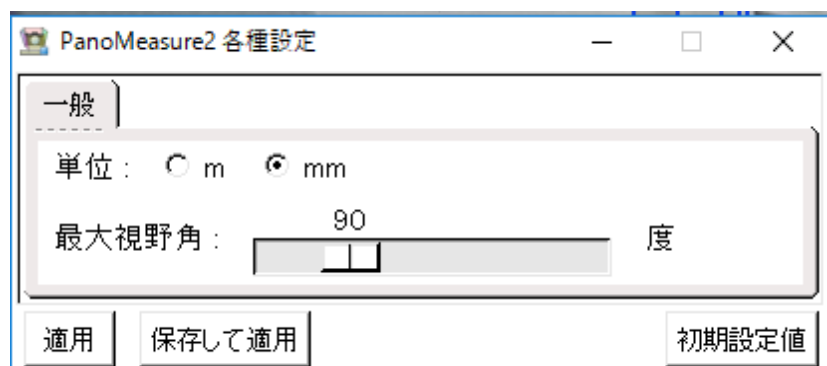 PanoMeasure2 各種設定
一般
単位 : m mm
90
最大視野角 : 度
適用 保存して適用 初期設定値